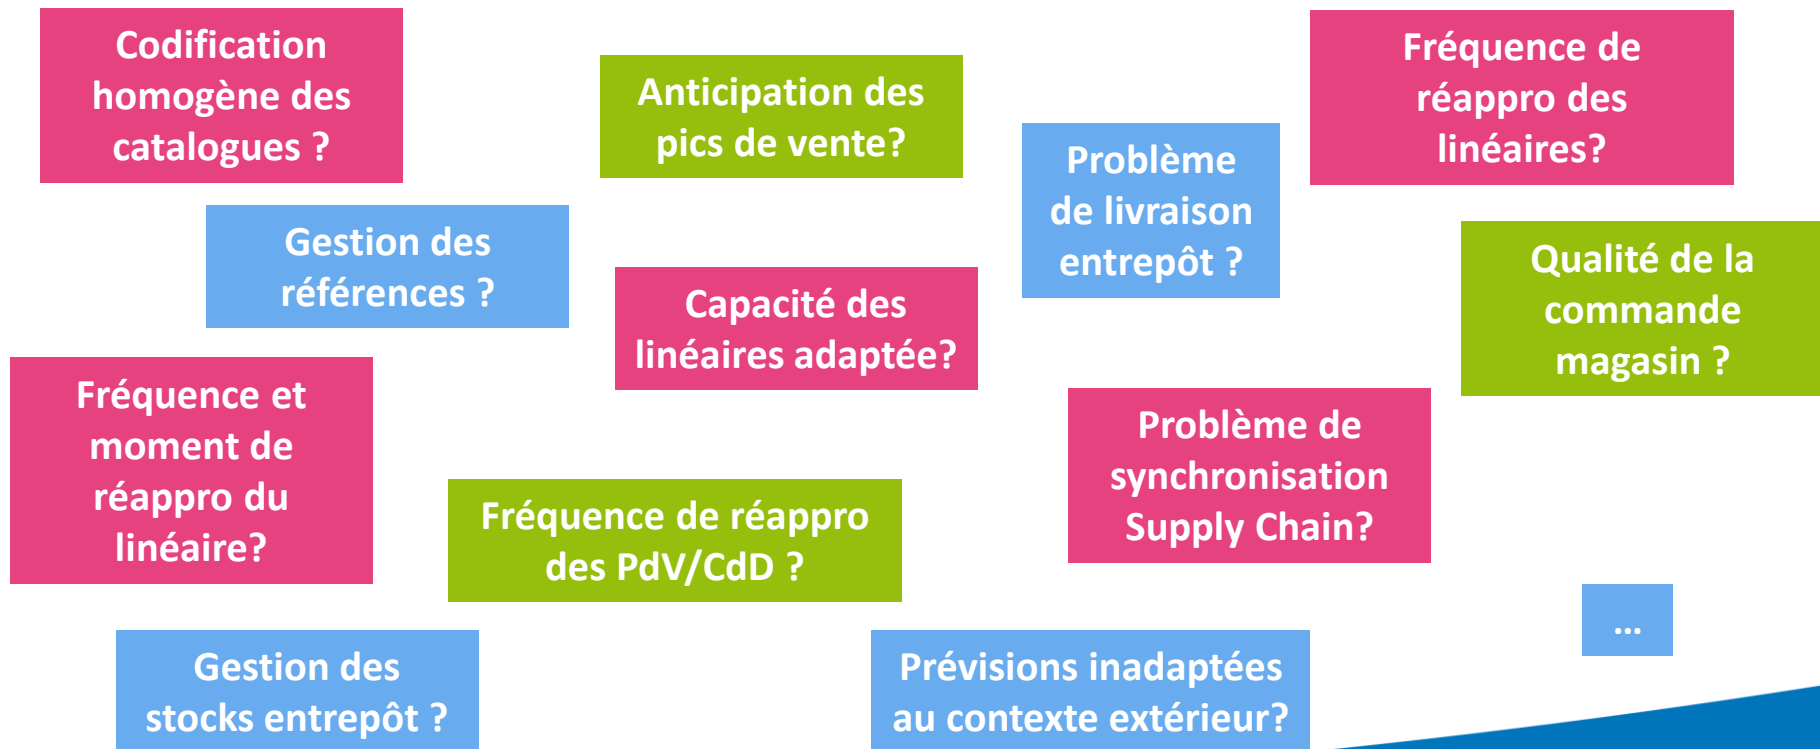 Codification
homogène des
catalogues ?
Anticipation des
pics de vente?
Fréquence de
réappro des
linéaires?
Problème
de livraison
entrepôt ?
Gestion des
références ?
Capacité des
linéaires adaptée?
Qualité de la
commande
magasin ?
Fréquence et
moment de
réappro du
linéaire?
Problème de
synchronisation
Supply Chain?
Fréquence de réappro
des PdV/CdD ?
...
Gestion des
stocks entrepôt ?
Prévisions inadaptées
au contexte extérieur?